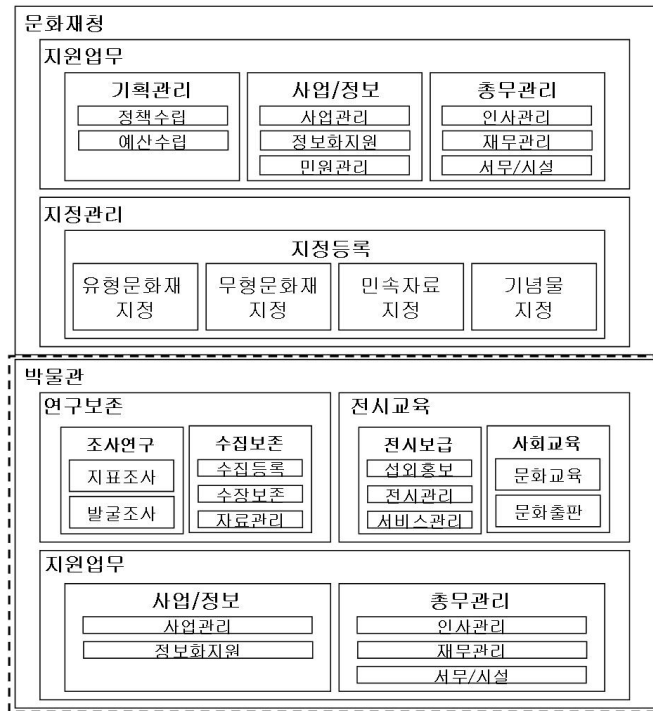 문화재청
지원업무
기획관리
정책수립
예산수립
사업/정보
사업관리
정보화지원
민원관리
총무관리
인사관리
재무관리
서무/시설
지정관리
지정등록
유형문화재
지정
무형문화재
지정
민속자료
지정
기념물
지정
박물관
연구보존
조사연구
지표조사
발굴조사
수집보존
수집등록
수장보존
자료관리
전시교육
전시보급
섭외홍보
전시관리
서비스관리
사회교육
문화교육
문화출판
지원업무
사업/정보
사업관리
정보화지원
총무관리
인사관리
재무관리
서무/시설